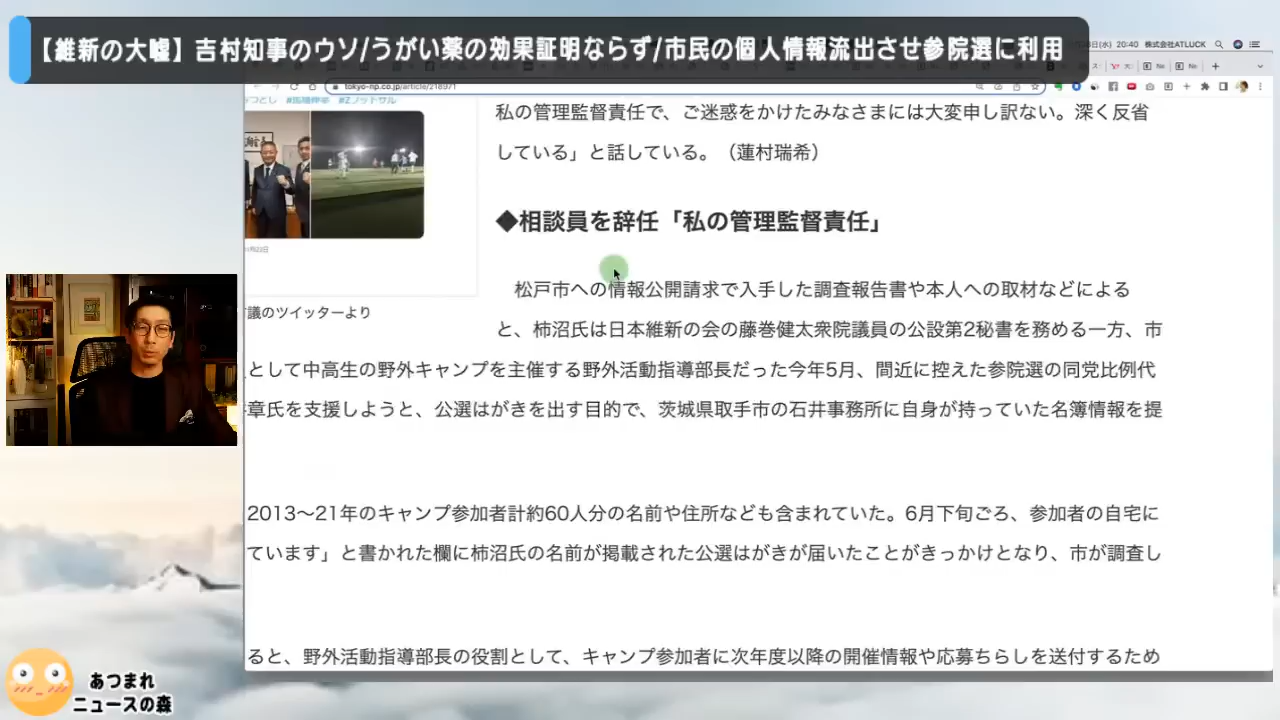 【維新の大嘘】吉村知事のウソ/うがい薬の効果証明ならず/市民の個人情報流出させ参院選に利用
日(水) 20:40 株式会社ATLUCK
tokyo-np.co.jp/article/218971
私の管理監督責任で、ご迷惑をかけたみなさまには大変申し訳ない。深く反省
している」と話している。（蓮村瑞希）
◆相談員を辞任「私の管理監督責任」
松戸市への情報公開請求で入手した調査報告書や本人への取材などによる
議のツイッターより
と、柿沼氏は日本維新の会の藤巻健太衆院議員の公設第2秘書を務める一方、市
として中高生の野外キャンプを主催する野外活動指導部長だった今年5月、間近に控えた参院選の同党比例代
章氏を支援しようと、公選はがきを出す目的で、茨城県取手市の石井事務所に自身が持っていた名簿情報を提
2013〜21年のキャンプ参加者計約60人分の名前や住所なども含まれていた。6月下旬ごろ、参加者の自宅に
ています」と書かれた欄に柿沼氏の名前が掲載された公選はがきが届いたことがきっかけとなり、市が調査し
ると、野外活動指導部長の役割として、キャンプ参加者に次年度以降の開催情報や応募ちらしを送付するため
あつまれ
ニュースの森